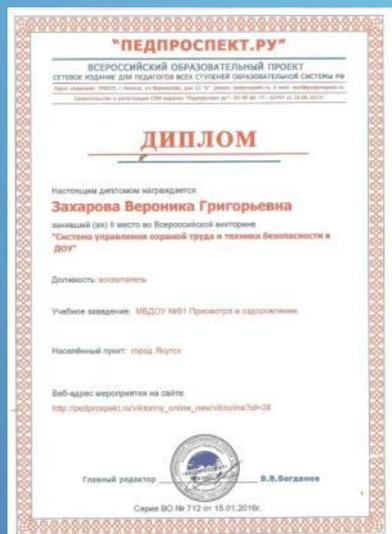 "ПЕДПРОСПЕКТ.РУ"
ВСЕРОССИЙСКИЙ ОБРАЗОВАТЕЛЬНЫЙ ПРОЕКТ
СЕТЕВОЕ ИЗДАНИЕ ДЛЯ ПЕДАГОГОВ ВСЕХ СТУПЕНЕЙ ОБРАЗОВАТЕЛЬНОЙ СИСТЕМЫ РФ
ДИПЛОМ
Настоящим дипломом награждается
Захарова Вероника Григорьевна
занявший (ая) II место во Всероссийской викторине
"Система управления охраной труда и техника безопасности в
ДОУ"
Должность: воспитатель
Учебное заведение: МБДОУ №91 Присмотра и оздоровления
Населённый пункт: город Якутск
Веб-адрес мероприятия на сайте:
http://pedprospekt.ru/viktoriny_online_new/viktorina?id=38
Главный редактор В.В.Богданов
Серия ВО № 712 от 15.01.2016г.